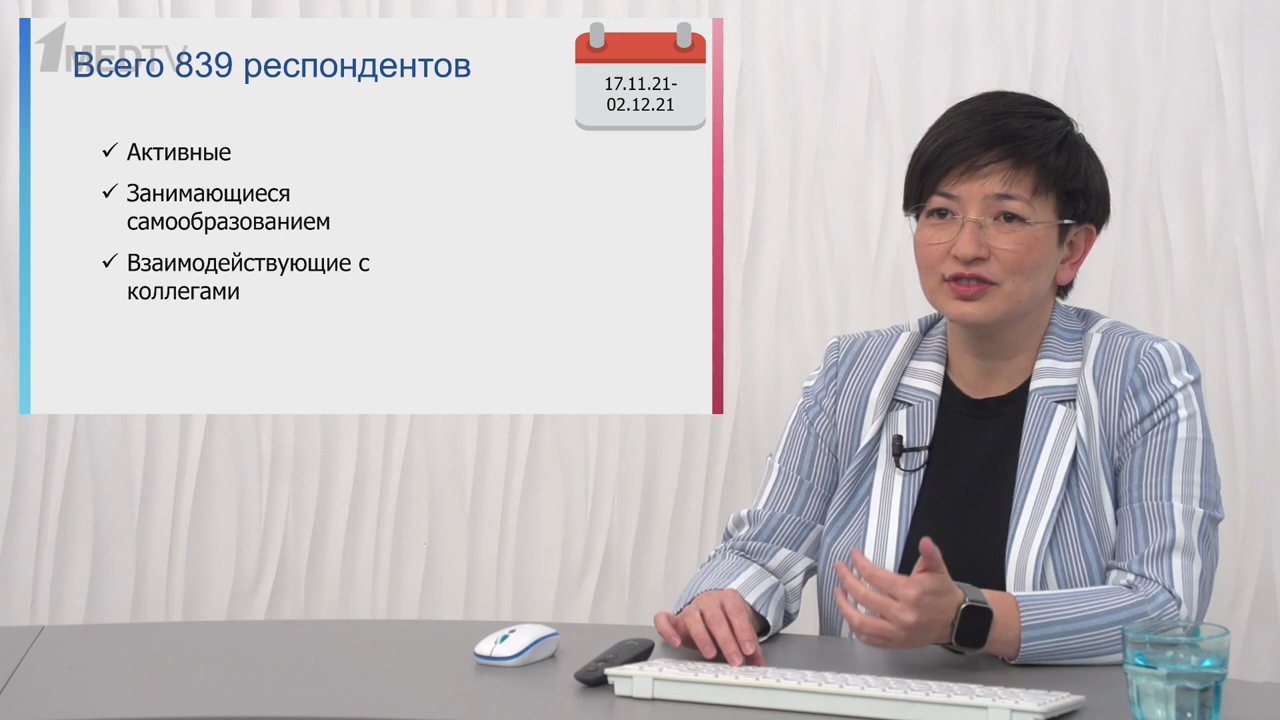 1MEDTV
Всего 839 респондентов
17.11.21-
02.12.21
✓ Активные
✓ Занимающиеся
самообразованием
✓ Взаимодействующие с
коллегами